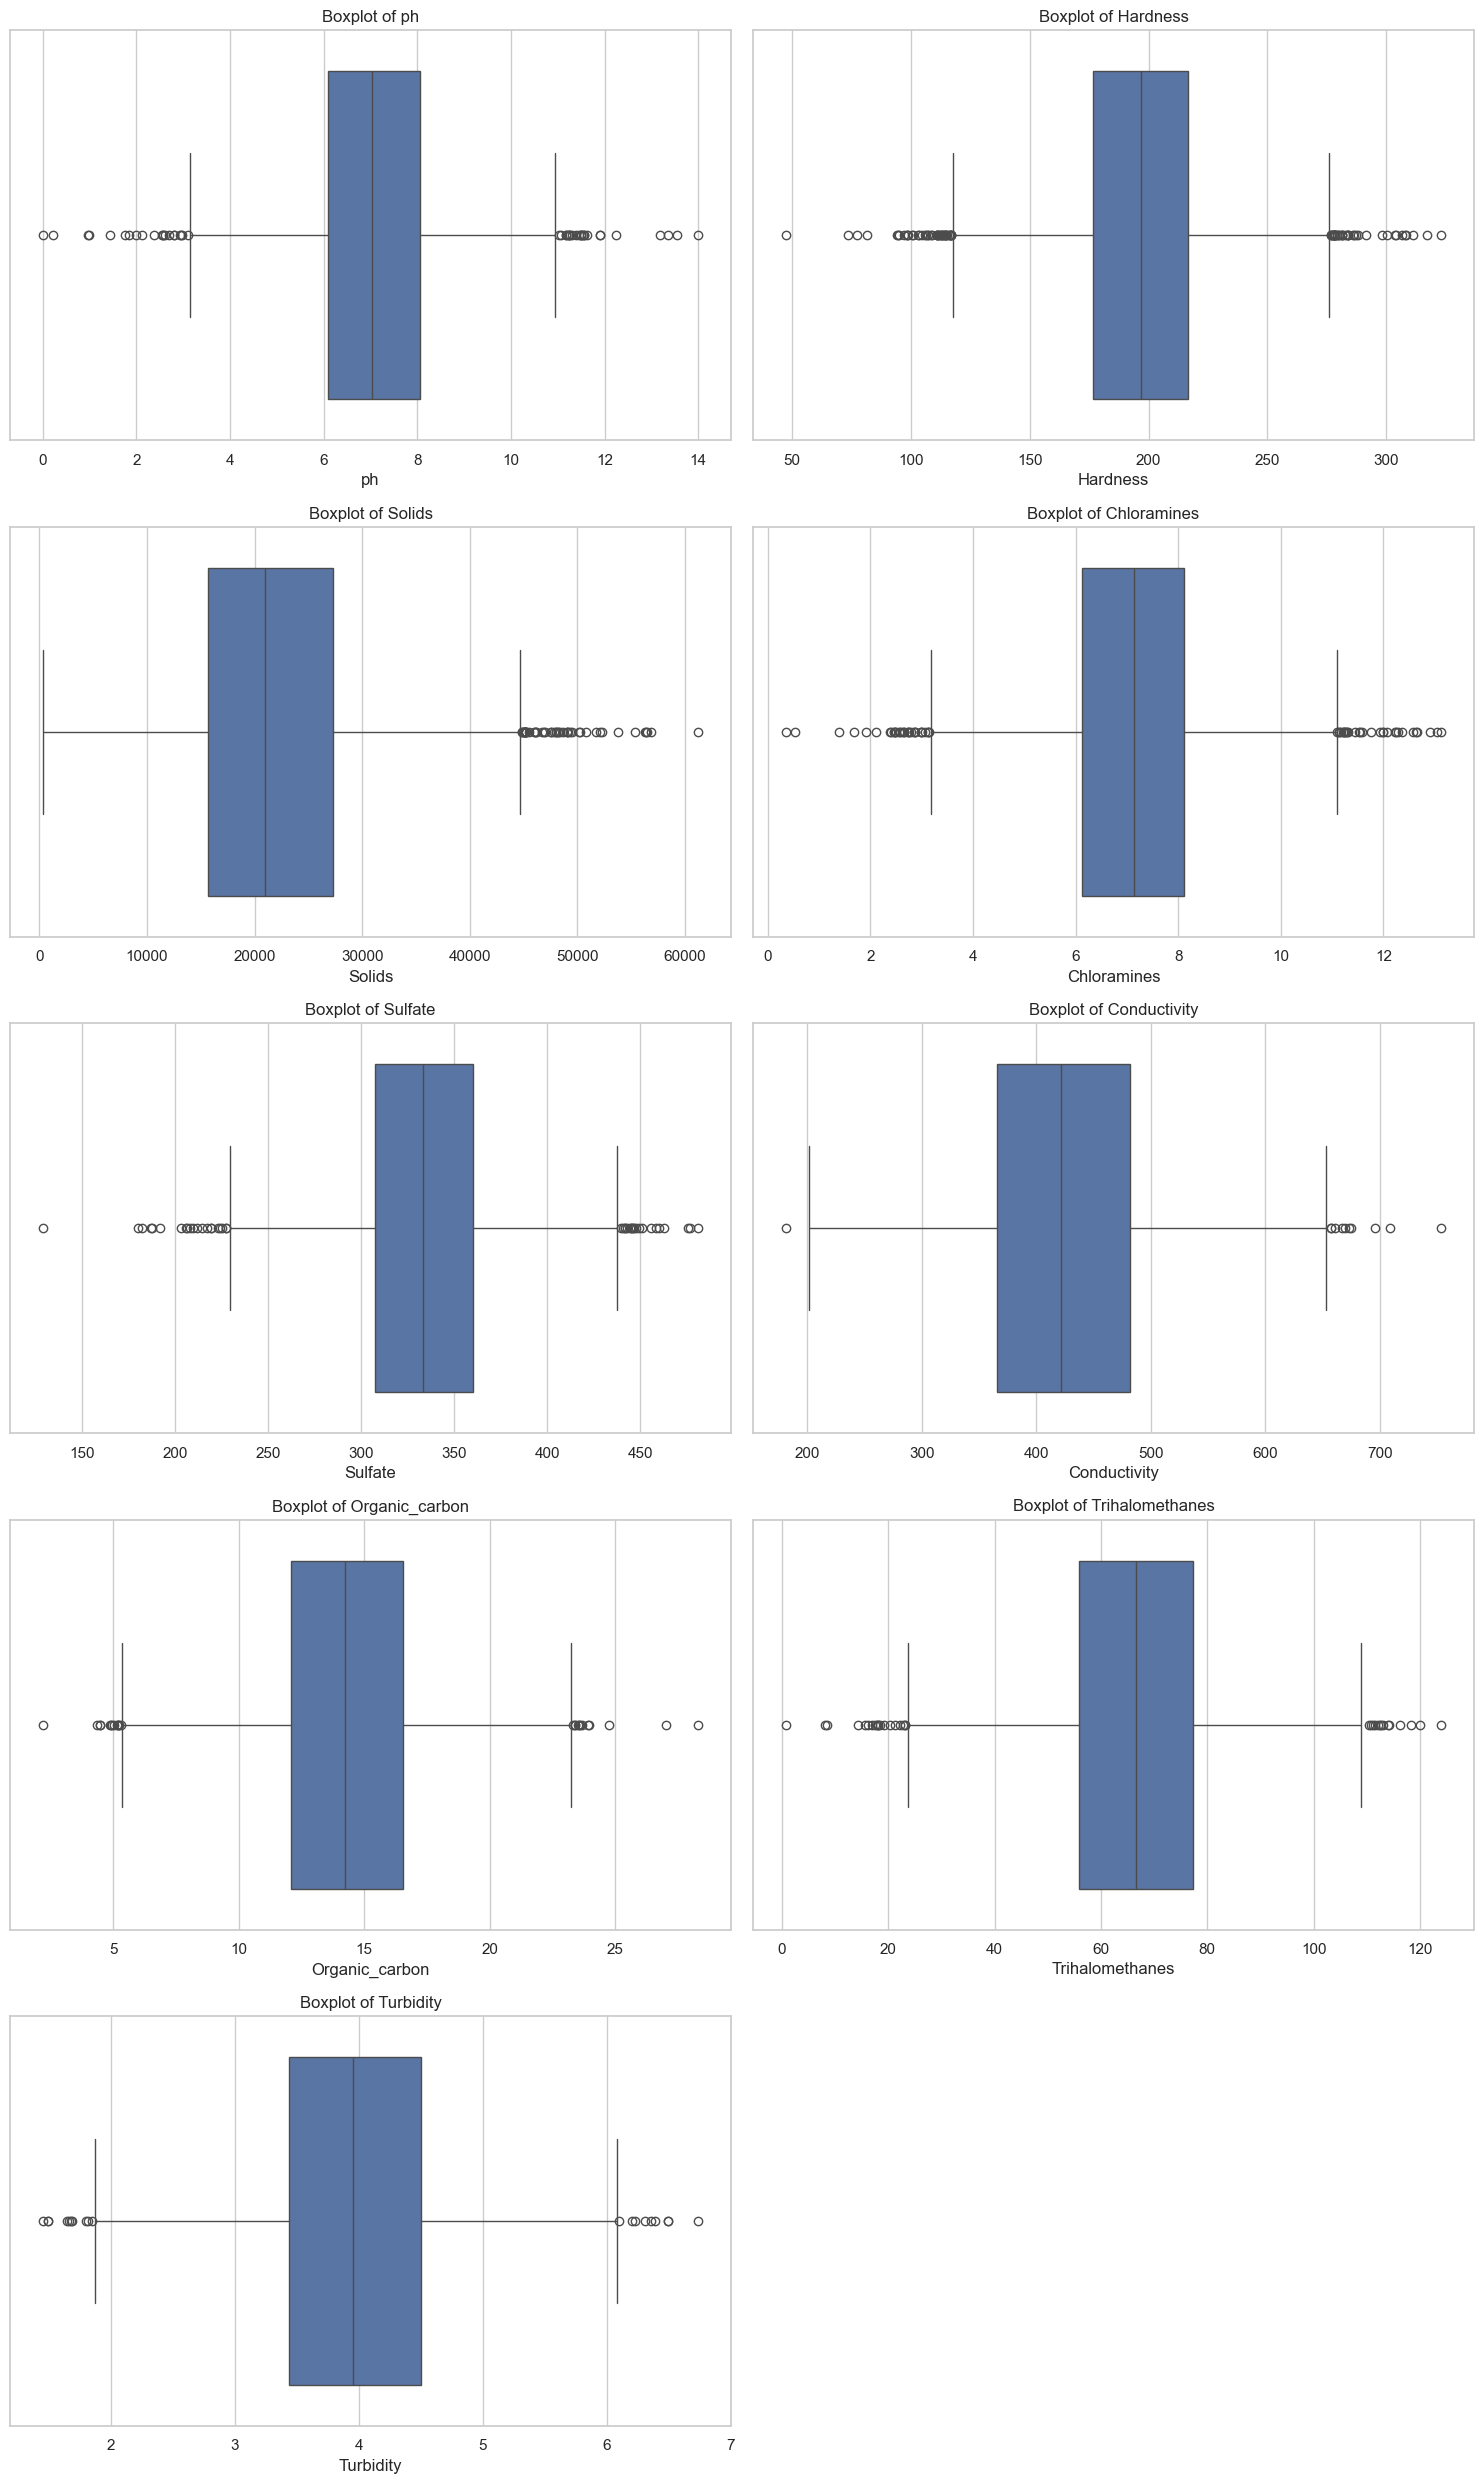 Boxplot of ph
0 2 4 6 8 10 12 14
ph
Boxplot of Hardness
50 100 150 200 250 300
Hardness
Boxplot of Solids
0 10000 20000 30000 40000 50000 60000
Solids
Boxplot of Chloramines
0 2 4 6 8 10 12
Chloramines
Boxplot of Sulfate
150 200 250 300 350 400 450
Sulfate
Boxplot of Conductivity
200 300 400 500 600 700
Conductivity
Boxplot of Organic_carbon
5 10 15 20 25
Organic_carbon
Boxplot of Trihalomethanes
0 20 40 60 80 100 120
Trihalomethanes
Boxplot of Turbidity
2 3 4 5 6 7
Turbidity